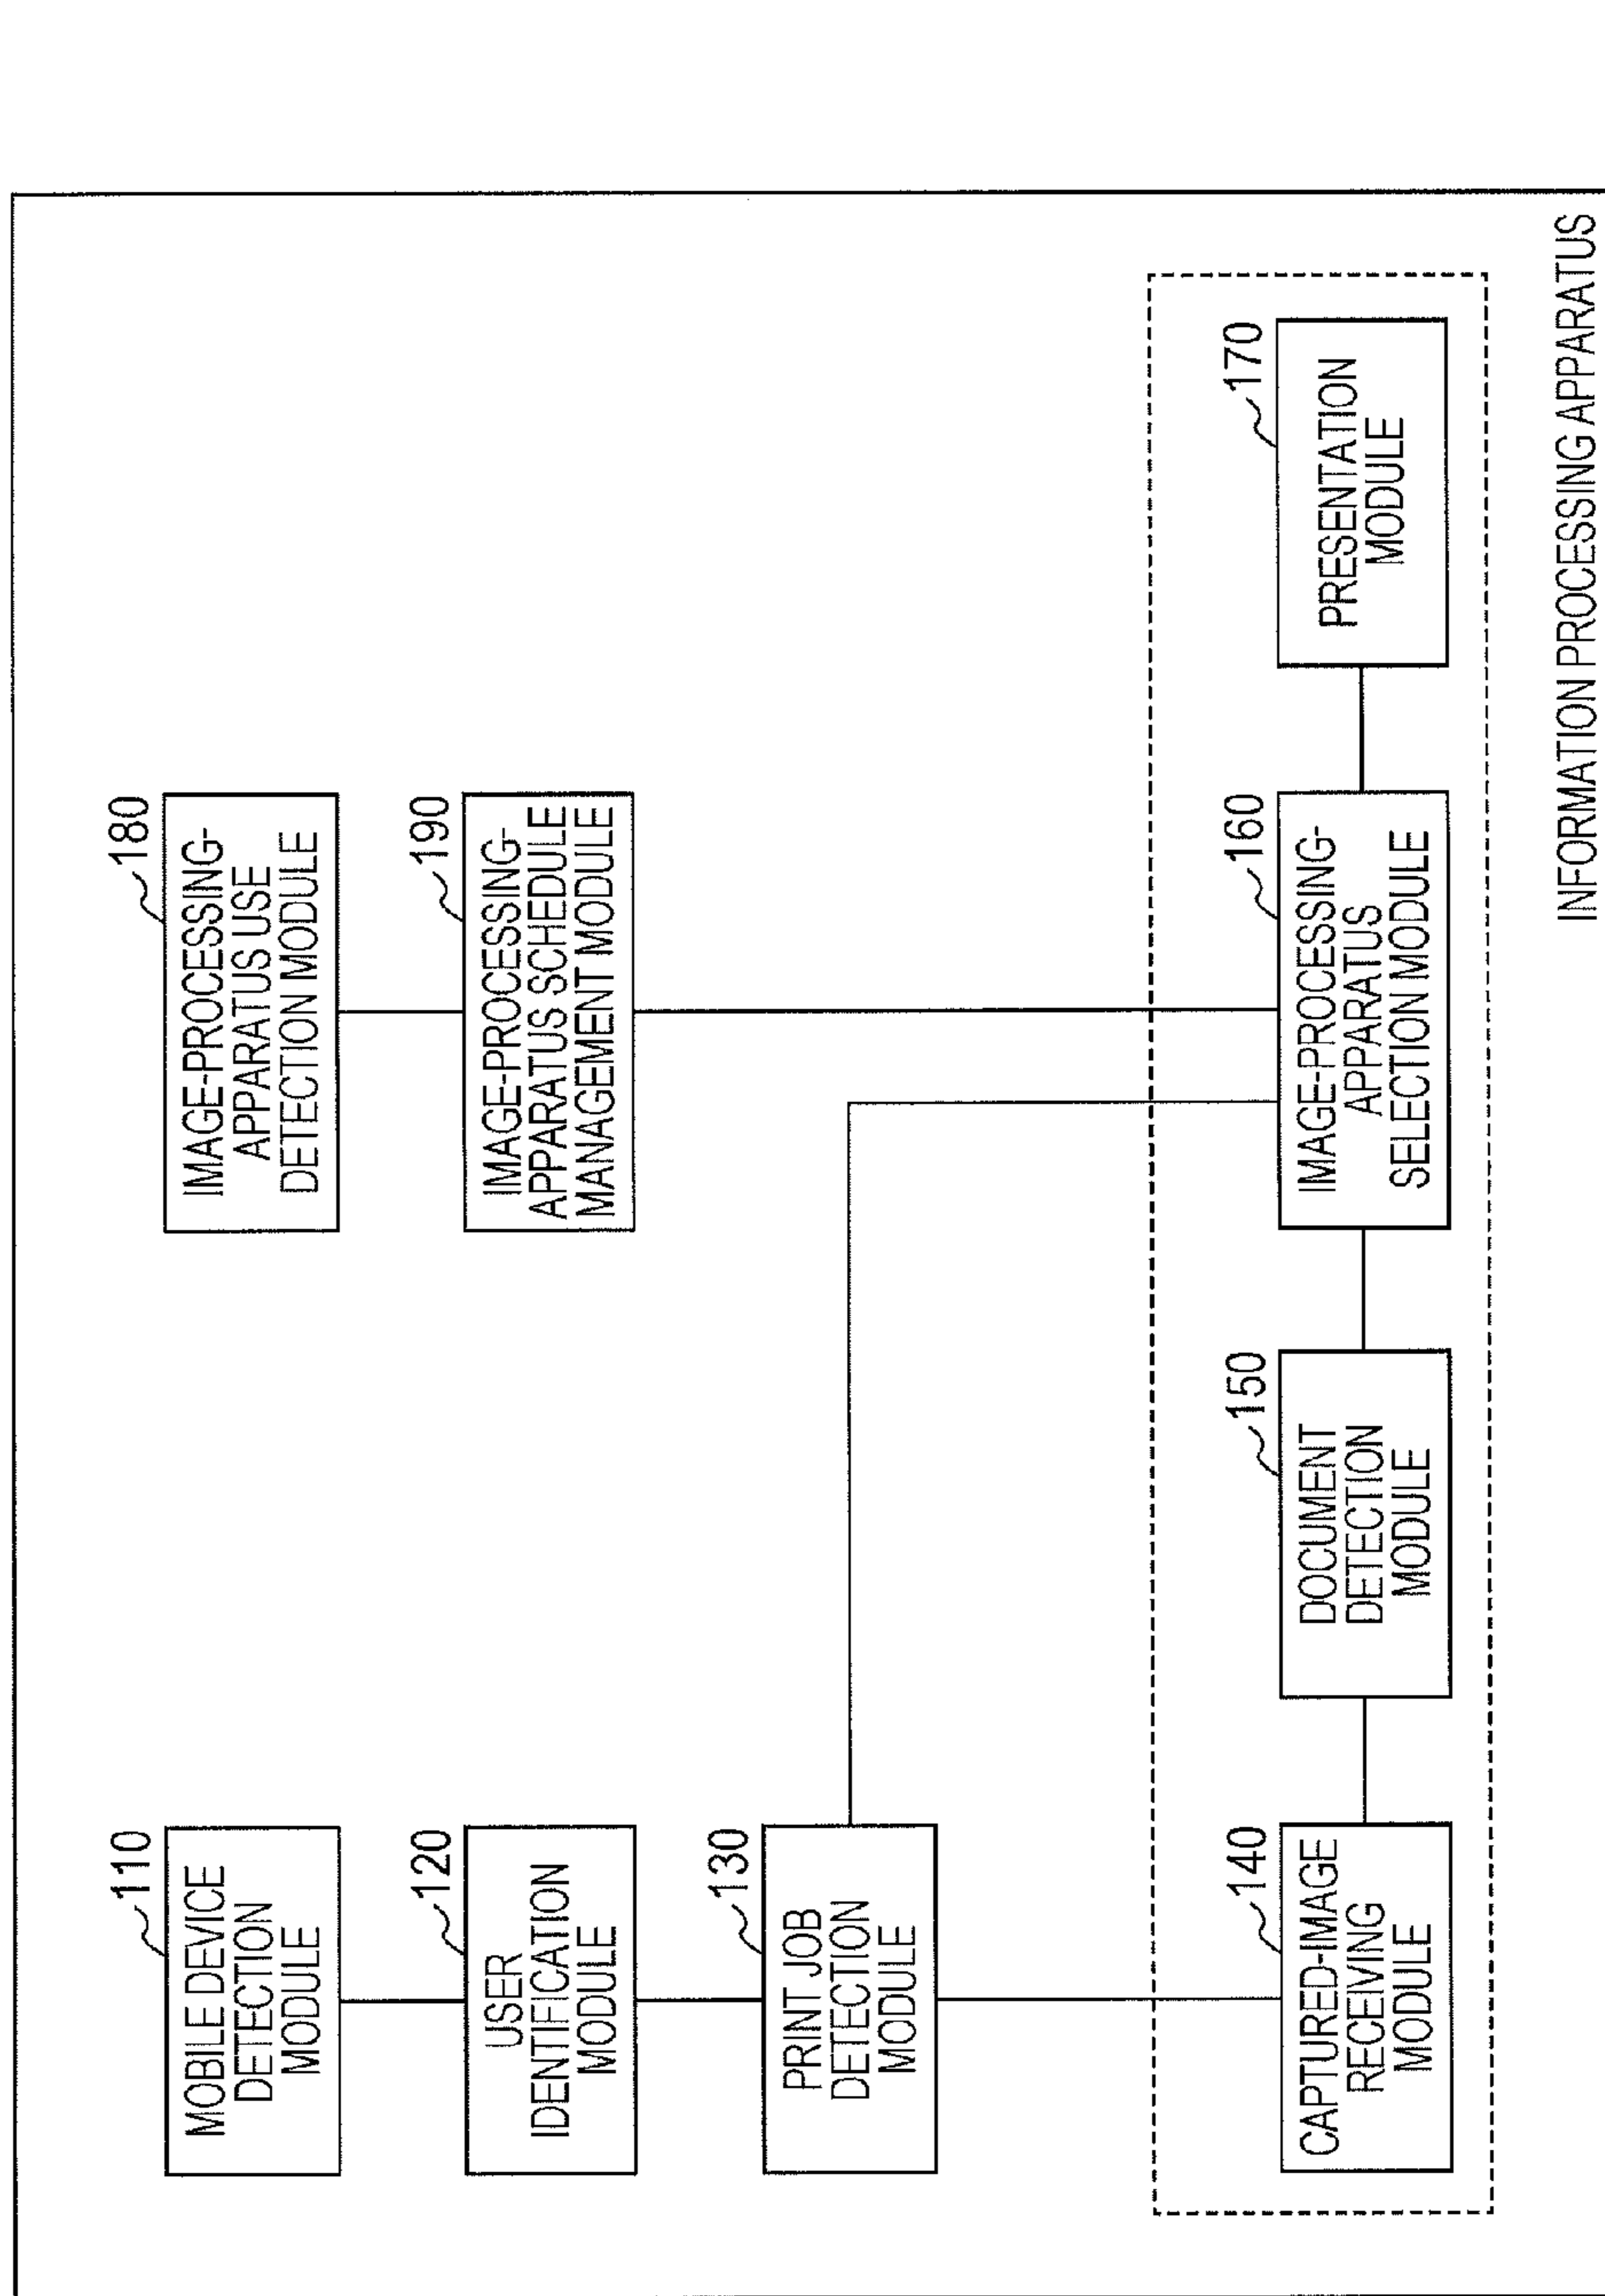 110
MOBILE DEVICE
DETECTION
MODULE
120
USER
IDENTIFICATION
MODULE
130
PRINT JOB
DETECTION
MODULE
140
CAPTURED-IMAGE
RECEIVING
MODULE
150
DOCUMENT
DETECTION
MODULE
180
IMAGE-PROCESSING-
APPARATUS USE
DETECTION MODULE
190
IMAGE-PROCESSING-
APPARATUS SCHEDULE
MANAGEMENT MODULE
160
IMAGE-PROCESSING-
APPARATUS
SELECTION MODULE
170
PRESENTATION
MODULE
INFORMATION PROCESSING APPARATUS